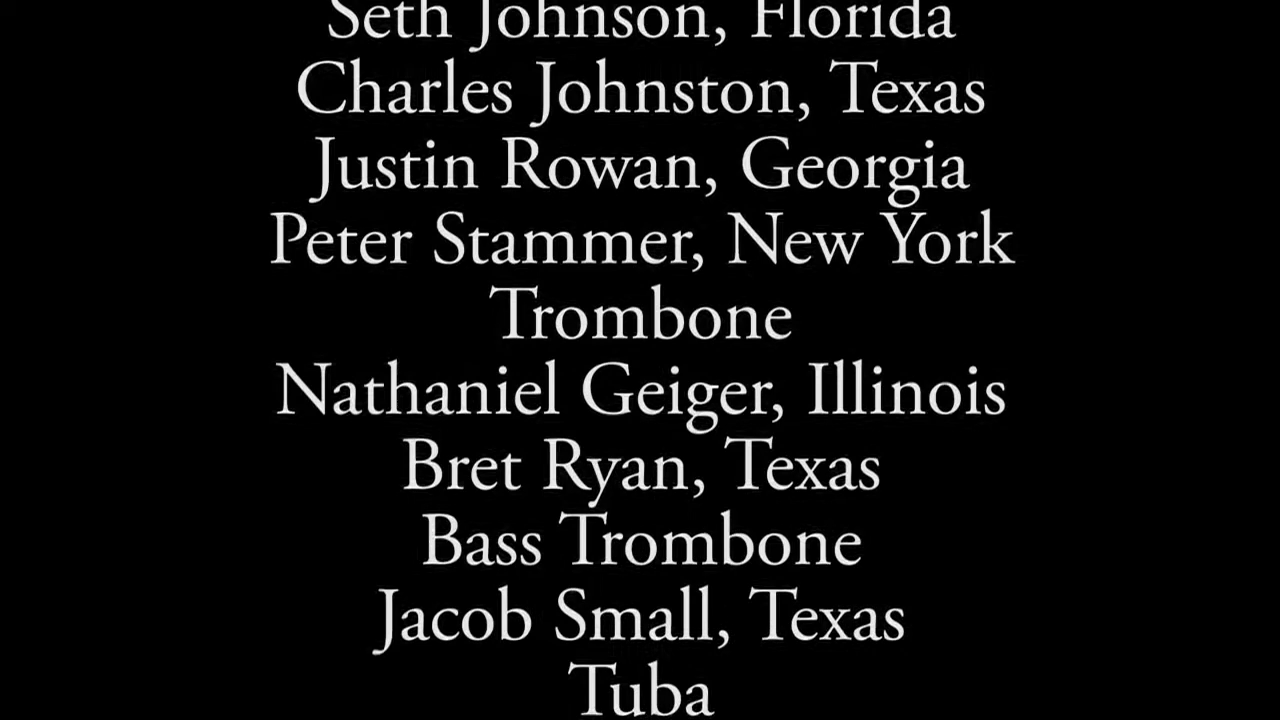 Seth Johnson, Florida
Charles Johnston, Texas
Justin Rowan, Georgia
Peter Stammer, New York
Trombone
Nathaniel Geiger, Illinois
Bret Ryan, Texas
Bass Trombone
Jacob Small, Texas
Tuba